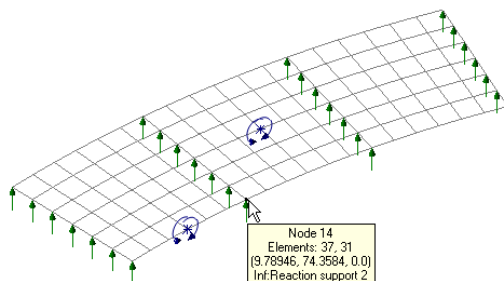 Node 14
Elements: 37, 31
(9.78946, 74.3584, 0.0)
Inf:Reaction support 2